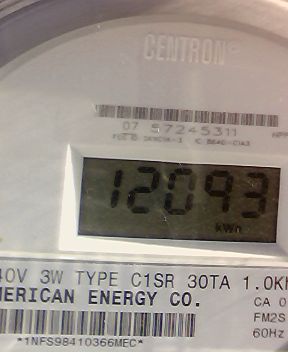 CENTRON
07 57245311
12093
kWh
40V 3W TYPE C1SR 30TA 1.0Kh
MERICAN ENERGY CO.
CA 0
FM2S
60Hz
*1NFS98410366MEC*